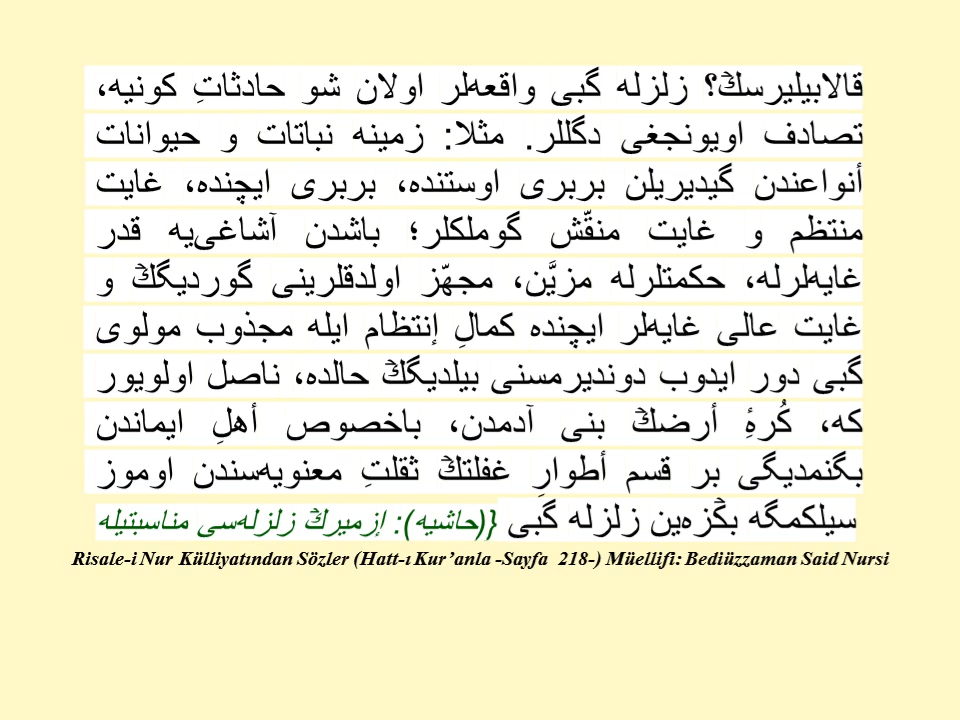 قالابيليرسڭ؟ زلزله گبى واقعه‌لر اولان شو حادثاتِ كونيه،
تصادف اويونجغى دگللر. مثلا: زمينه نباتات و حيوانات
أنواعندن گيديريلن بربرى اوستنده، بربرى ايچنده، غايت
منتظم و غايت منقّش گوملكلر؛ باشدن آشاغى‌يه قدر
غايه‌لرله، حكمتلرله مزيَّن، مجهّز اولدقلرينى گورديگڭ و
غايت عالى غايه‌لر ايچنده كمالِ إنتظام ايله مجذوب مولوى
گبى دور ايدوب دونديرمسنى بيلديگڭ حالده، ناصل اولويور
كه، كُرهِٔ أرضڭ بنى آدمدن، باخصوص أهلِ ايماندن
بگنمديگى بر قسم أطوارِ غفلتڭ ثقلتِ معنويه‌سندن اوموز
سيلكمگه بڭزه‌ين زلزله گبى {(حاشيه): إزميرڭ زلزله‌سى مناسبتيله
Risale-i Nur Külliyatından Sözler (Hatt-ı Kur’anla -Sayfa 218-) Müellifi: Bediüzzaman Said Nursi